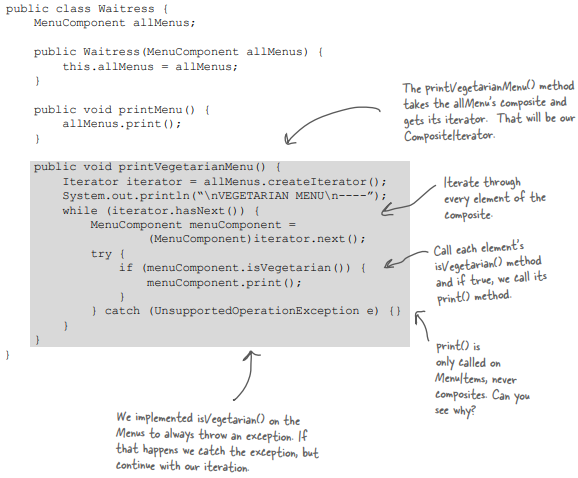 public class Waitress {
MenuComponent allMenus;
public Waitress(MenuComponent allMenus) {
this.allMenus = allMenus;
}
public void printMenu() {
allMenus.print();
}
public void printVegetarianMenu() {
Iterator iterator = allMenus.createIterator();
System.out.println(“\nVEGETARIAN MENU\n----”);
while (iterator.hasNext()) {
MenuComponent menuComponent =
(MenuComponent)iterator.next();
try {
if (menuComponent.isVegetarian()) {
menuComponent.print();
}
} catch (UnsupportedOperationException e) {}
}
}
}
The printVegetarianMenu() method
takes the allMenu's composite and
gets its iterator. That will be our
CompositeIterator.
Iterate through
every element of the
composite.
Call each element's
isVegetarian() method
and if true, we call its
print() method.
print() is
only called on
MenuItems, never
composites. Can you
see why?
We implemented isVegetarian() on the
Menus to always throw an exception. If
that happens we catch the exception, but
continue with our iteration.